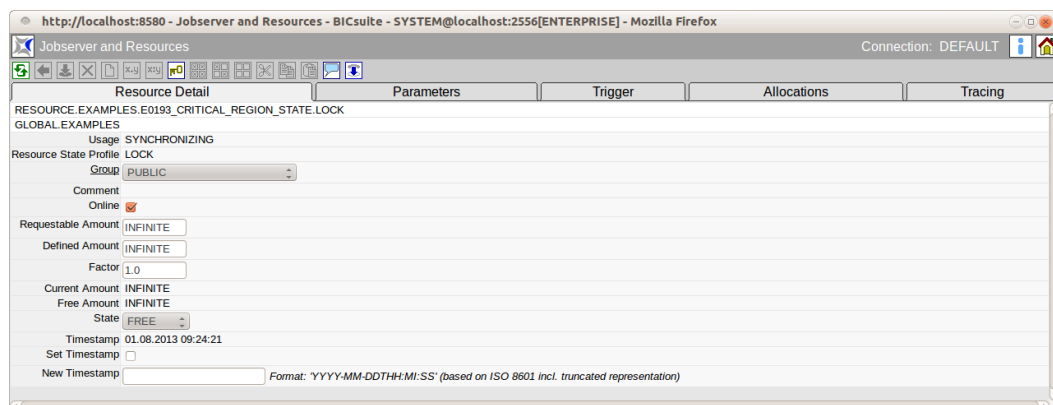 http://localhost:8580 - Jobserver and Resources - BICsuite - SYSTEM@localhost:2556[ENTERPRISE] - Mozilla Firefox
Jobserver and Resources Connection: DEFAULT
x.y x:y
Resource Detail Parameters Trigger Allocations Tracing
RESOURCE.EXAMPLES.E0193_CRITICAL_REGION_STATE.LOCK
GLOBAL.EXAMPLES
Usage SYNCHRONIZING
Resource State Profile LOCK
Group PUBLIC
Comment
Online
Requestable Amount INFINITE
Defined Amount INFINITE
Factor 1.0
Current Amount INFINITE
Free Amount INFINITE
State FREE
Timestamp 01.08.2013 09:24:21
Set Timestamp
New Timestamp Format: 'YYYY-MM-DDTHH:MI:SS' (based on ISO 8601 incl. truncated representation)